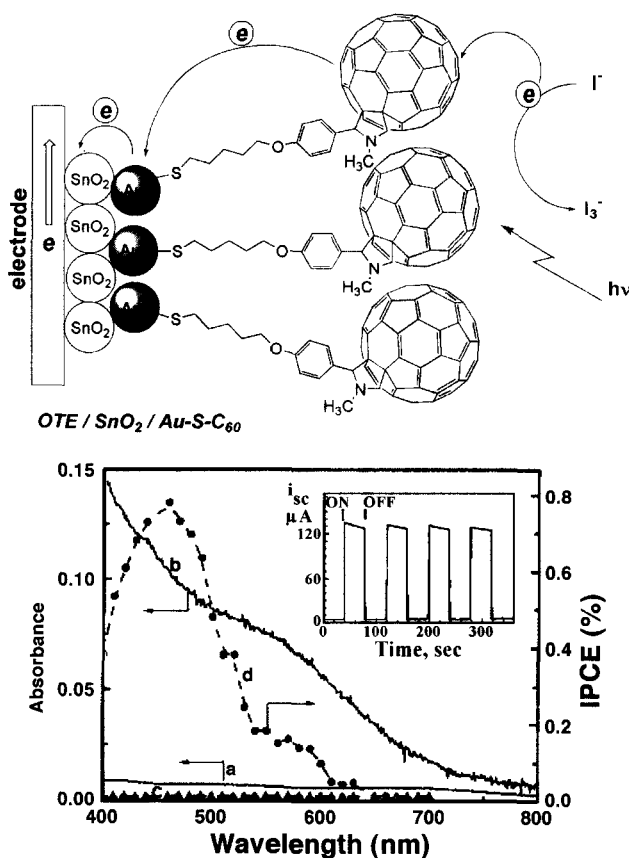 e
e
I⁻
e
SnO₂
S
O
N
H₃C
electrode
e
SnO₂
Au
S
O
N
H₃C
I₃⁻
SnO₂
hν
SnO₂
S
O
N
H₃C
OTE / SnO₂ / Au-S-C₆₀
0.15
0.10
0.05
0.00
Absorbance
b
d
a
c
i_sc
µA
ON
OFF
120
60
0
0 100 200 300
Time, sec
0.8
0.6
0.4
0.2
0.0
IPCE (%)
400 500 600 700 800
Wavelength (nm)